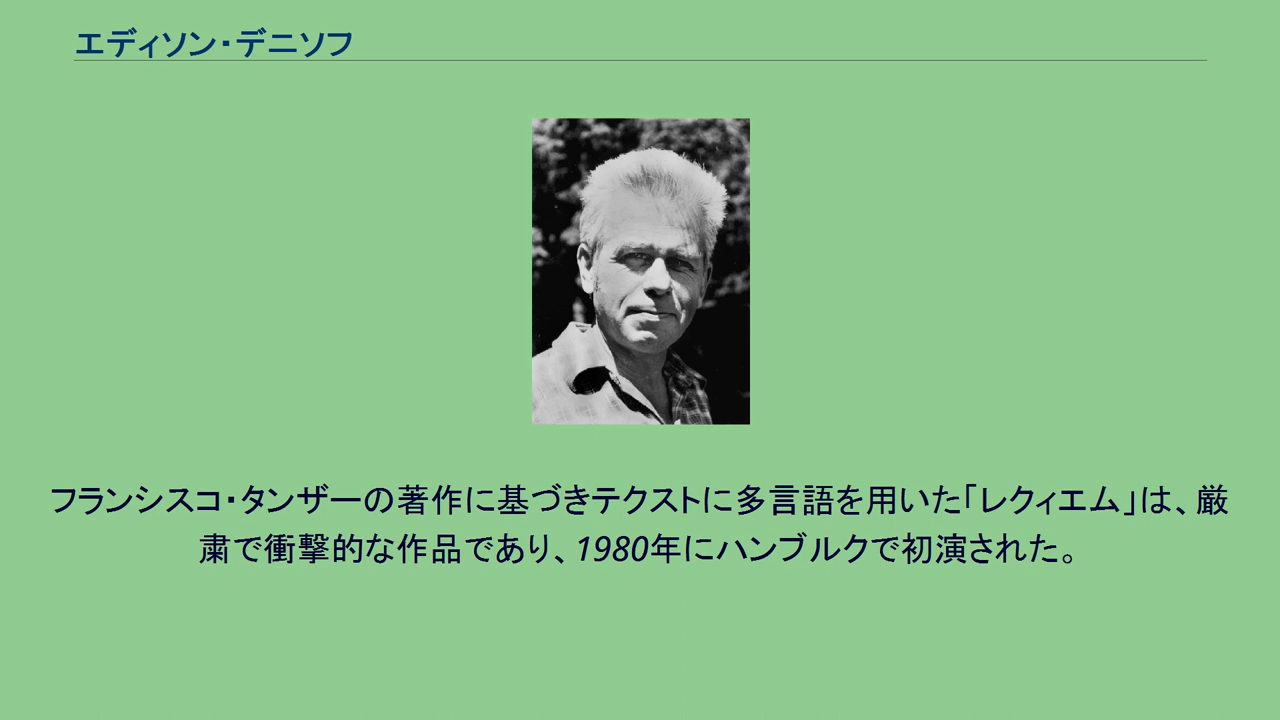 エディソン・デニソフ
フランシスコ・タンザーの著作に基づきテクストに多言語を用いた「レクィエム」は、厳
粛で衝撃的な作品であり、1980年にハンブルクで初演された。